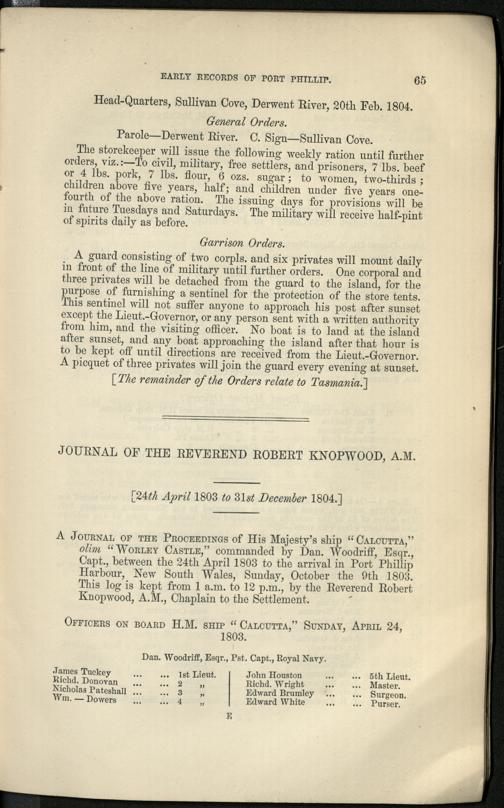 EARLY RECORDS OF PORT PHILLIP. 65
Head-Quarters, Sullivan Cove, Derwent River, 20th Feb. 1804.
General Orders.
Parole—Derwent River. C. Sign—Sullivan Cove.
The storekeeper will issue the following weekly ration until further
orders, viz.:—To civil, military, free settlers, and prisoners, 7 lbs. beef
or 4 lbs. pork, 7 lbs. flour, 6 ozs. sugar; to women, two-thirds;
children above five years, half; and children under five years one-
fourth of the above ration. The issuing days for provisions will be
in future Tuesdays and Saturdays. The military will receive half-pint
of spirits daily as before.
Garrison Orders.
A guard consisting of two corpls. and six privates will mount daily
in front of the line of military until further orders. One corporal and
three privates will be detached from the guard to the island, for the
purpose of furnishing a sentinel for the protection of the store tents.
This sentinel will not suffer anyone to approach his post after sunset
except the Lieut.-Governor, or any person sent with a written authority
from him, and the visiting officer. No boat is to land at the island
after sunset, and any boat approaching the island after that hour is
to be kept off until directions are received from the Lieut.-Governor.
A picquet of three privates will join the guard every evening at sunset.
[The remainder of the Orders relate to Tasmania.]
JOURNAL OF THE REVEREND ROBERT KNOPWOOD, A.M.
[24th April 1803 to 31st December 1804.]
A JOURNAL OF THE PROCEEDINGS of His Majesty's ship "CALCUTTA,"
olim "WORLEY CASTLE," commanded by Dan. Woodriff, Esqr.,
Capt., between the 24th April 1803 to the arrival in Port Phillip
Harbour, New South Wales, Sunday, October the 9th 1803.
This log is kept from 1 a.m. to 12 p.m., by the Reverend Robert
Knopwood, A.M., Chaplain to the Settlement.
OFFICERS ON BOARD H.M. SHIP "CALCUTTA," SUNDAY, APRIL 24,
1803.
Dan. Woodriff, Esqr., Pst. Capt., Royal Navy.
James Tuckey ... ... 1st Lieut.
Richd. Donovan ... ... 2 „
Nicholas Pateshall ... ... 3 „
Wm. — Dowers ... ... 4 „
John Houston ... ... 5th Lieut.
Richd. Wright ... ... Master.
Edward Brumley ... ... Surgeon.
Edward White ... ... Purser.
E